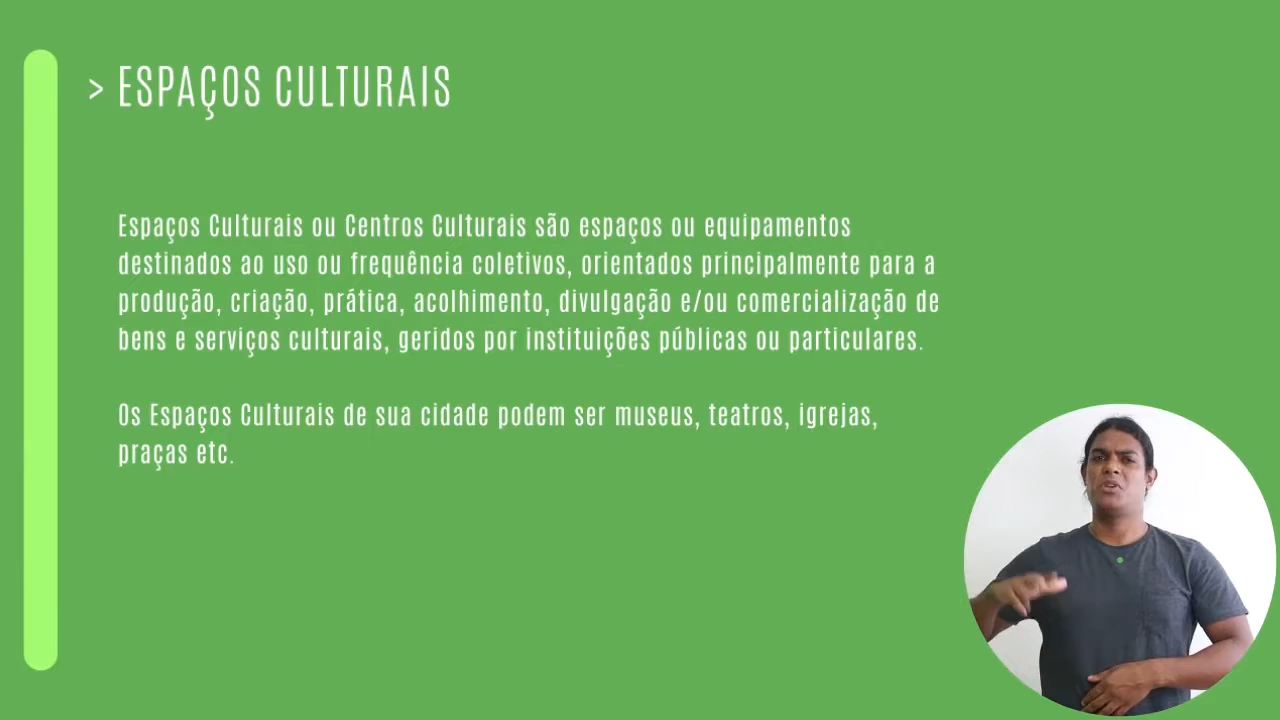 > ESPAÇOS CULTURAIS
Espaços Culturais ou Centros Culturais são espaços ou equipamentos
destinados ao uso ou frequência coletivos, orientados principalmente para a
produção, criação, prática, acolhimento, divulgação e/ou comercialização de
bens e serviços culturais, geridos por instituições públicas ou particulares.
Os Espaços Culturais de sua cidade podem ser museus, teatros, igrejas,
praças etc.